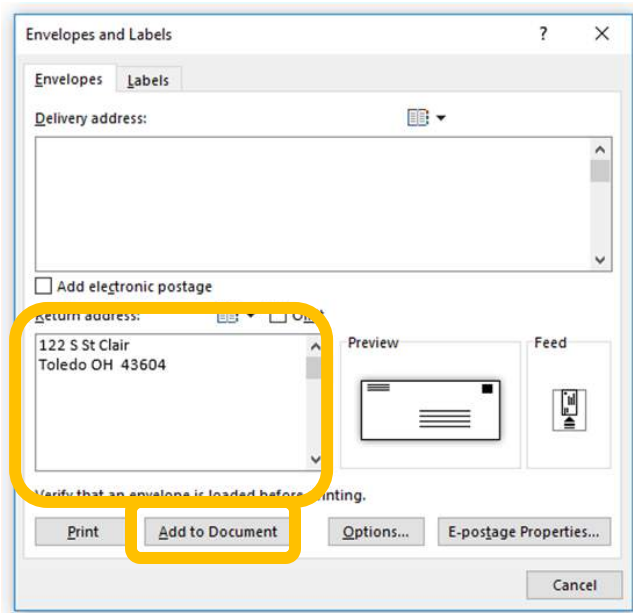 Envelopes and Labels ? ×
Envelopes Labels
Delivery address:
Add electronic postage
Return address: Omit
122 S St Clair
Toledo OH 43604
Preview Feed
Verify that an envelope is loaded before printing.
Print Add to Document Options... E-postage Properties...
Cancel